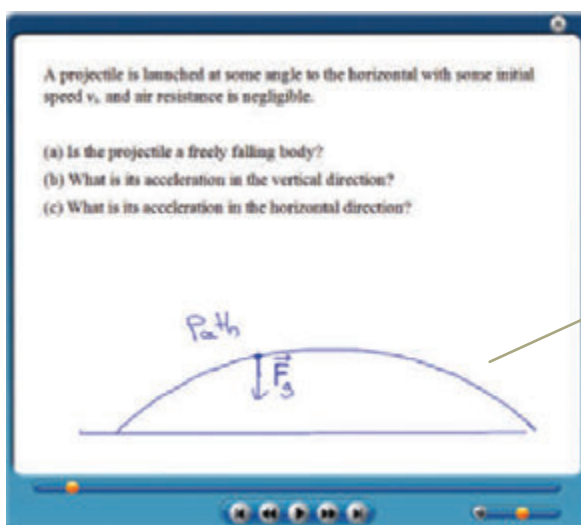 A projectile is launched at some angle to the horizontal with some initial
speed vᵢ, and air resistance is negligible.
(a) Is the projectile a freely falling body?
(b) What is its acceleration in the vertical direction?
(c) What is its acceleration in the horizontal direction?
Path
F⃗g